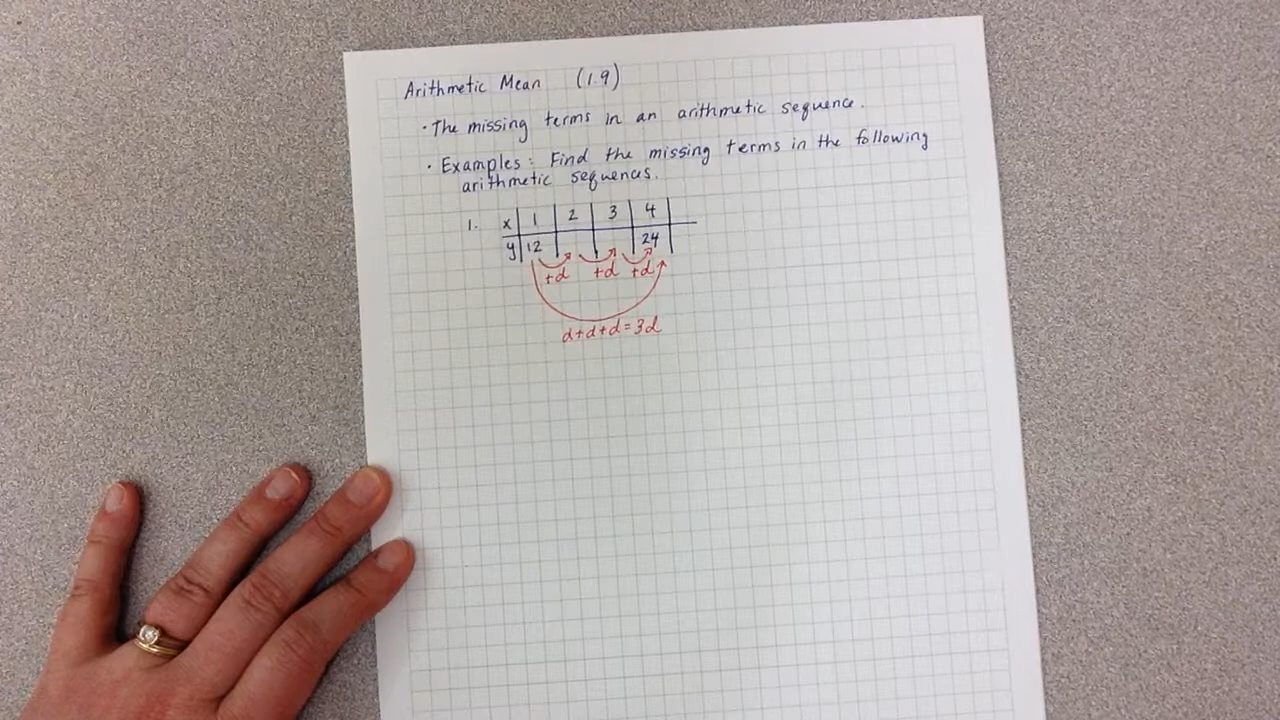 Arithmetic Mean (1.9)
· The missing terms in an arithmetic sequence.
· Examples: Find the missing terms in the following
arithmetic sequences.
1. x 1 2 3 4
y 12 24
+d +d +d
d+d+d=3d